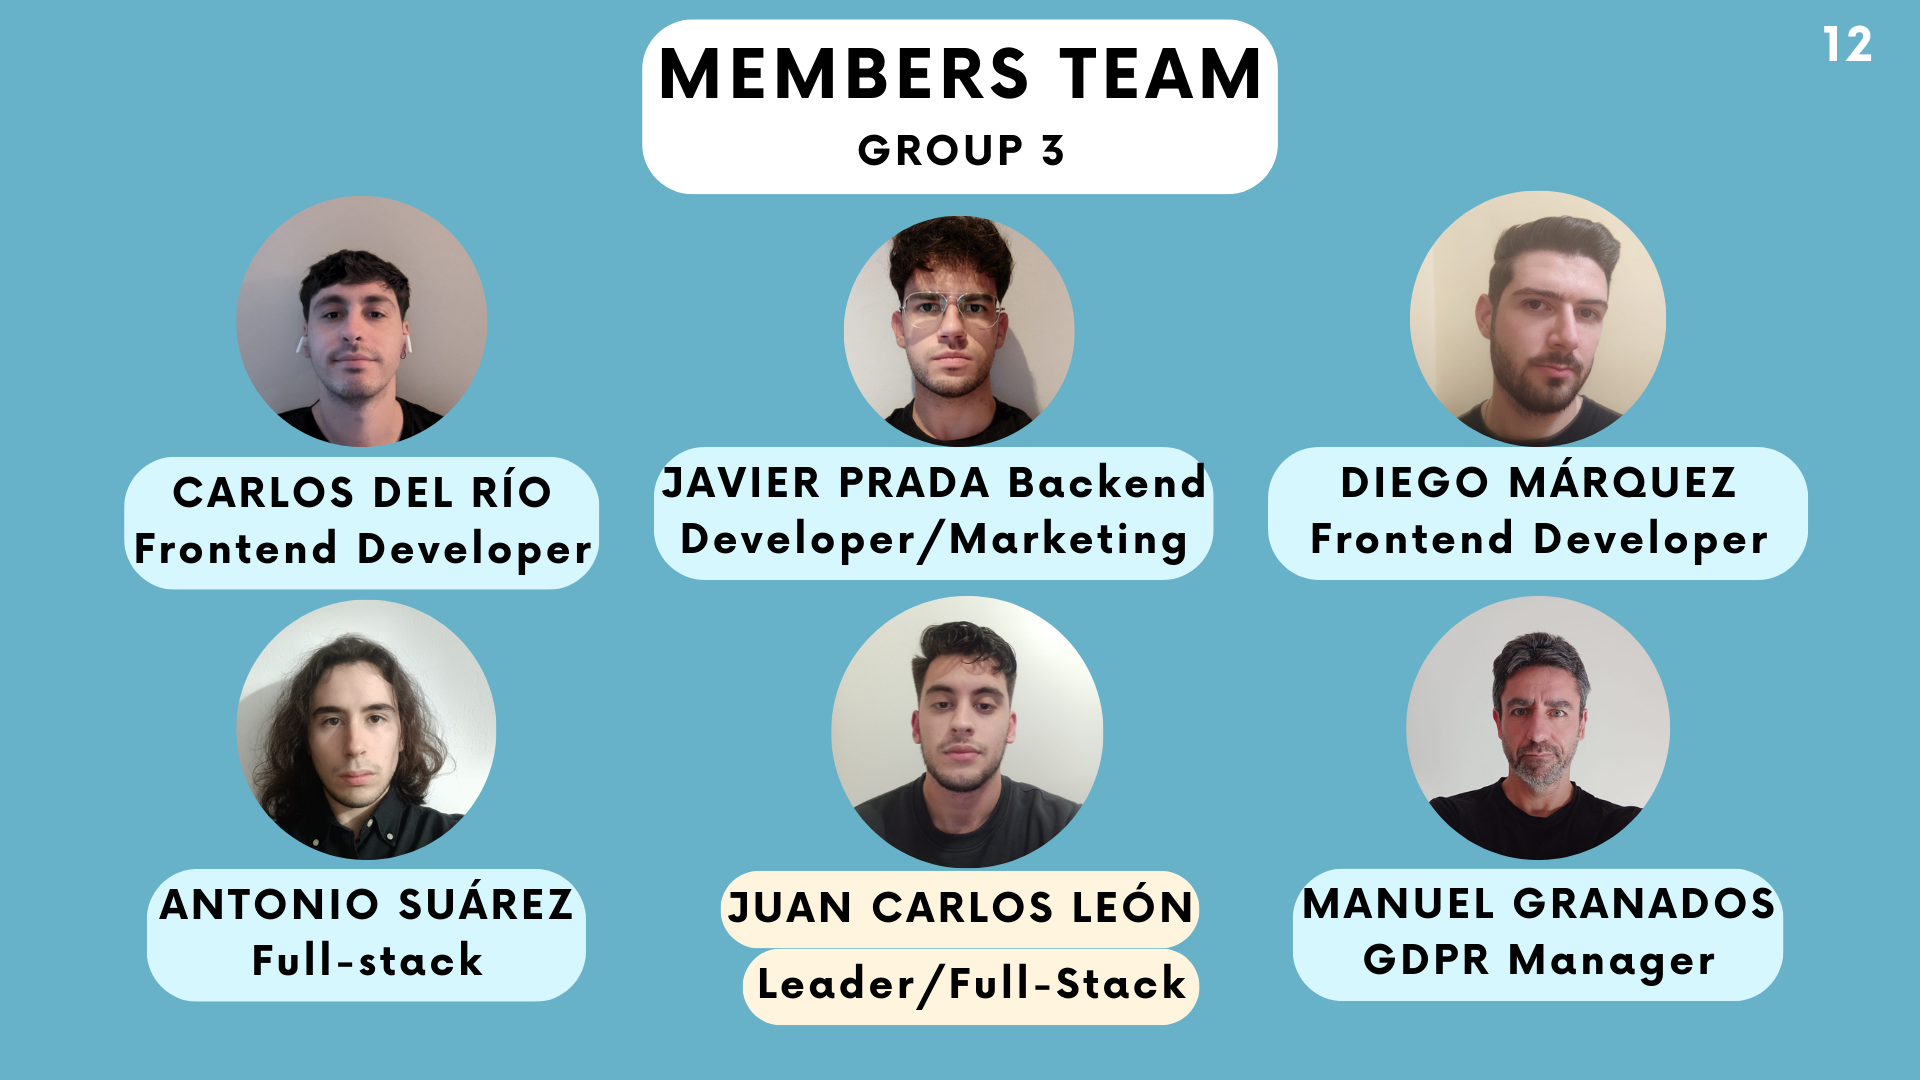 MEMBERS TEAM
GROUP 3
12
CARLOS DEL RÍO
Frontend Developer
JAVIER PRADA Backend
Developer/Marketing
DIEGO MÁRQUEZ
Frontend Developer
ANTONIO SUÁREZ
Full-stack
JUAN CARLOS LEÓN
Leader/Full-Stack
MANUEL GRANADOS
GDPR Manager